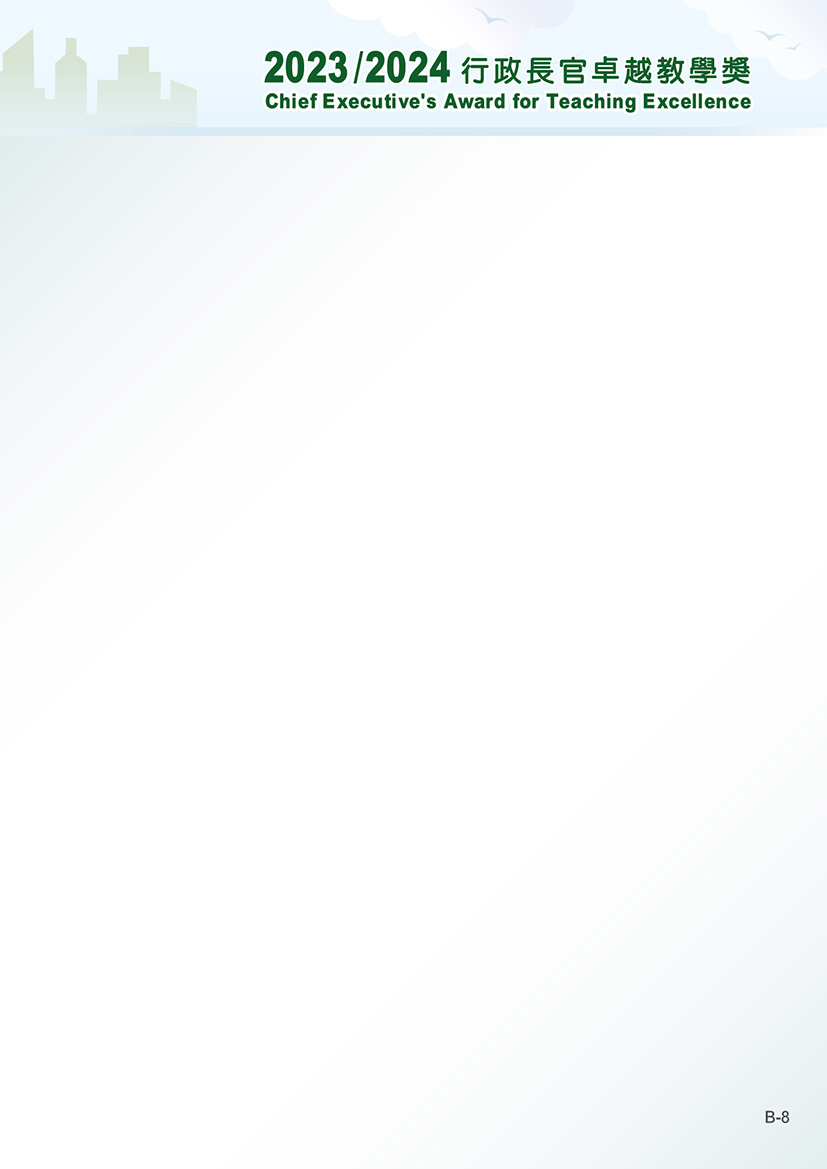 2023/2024 行政長官卓越教學獎
Chief Executive's Award for Teaching Excellence
B-8